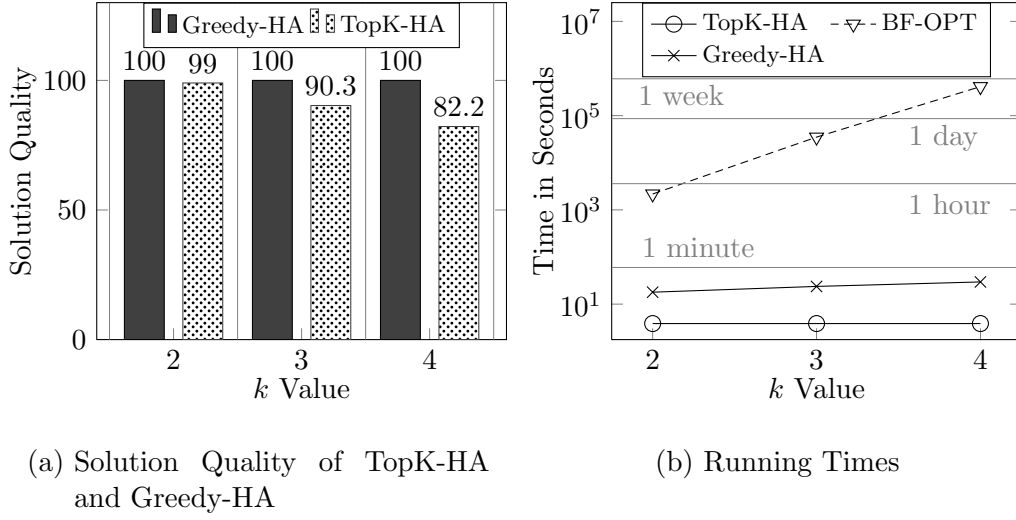 Greedy-HA TopK-HA
100 99 100 90.3 100 82.2
100
50
0
Solution Quality
2 3 4
k Value
(a) Solution Quality of TopK-HA
and Greedy-HA
TopK-HA BF-OPT
Greedy-HA
10^7
10^5
10^3
10^1
Time in Seconds
1 week
1 day
1 hour
1 minute
2 3 4
k Value
(b) Running Times